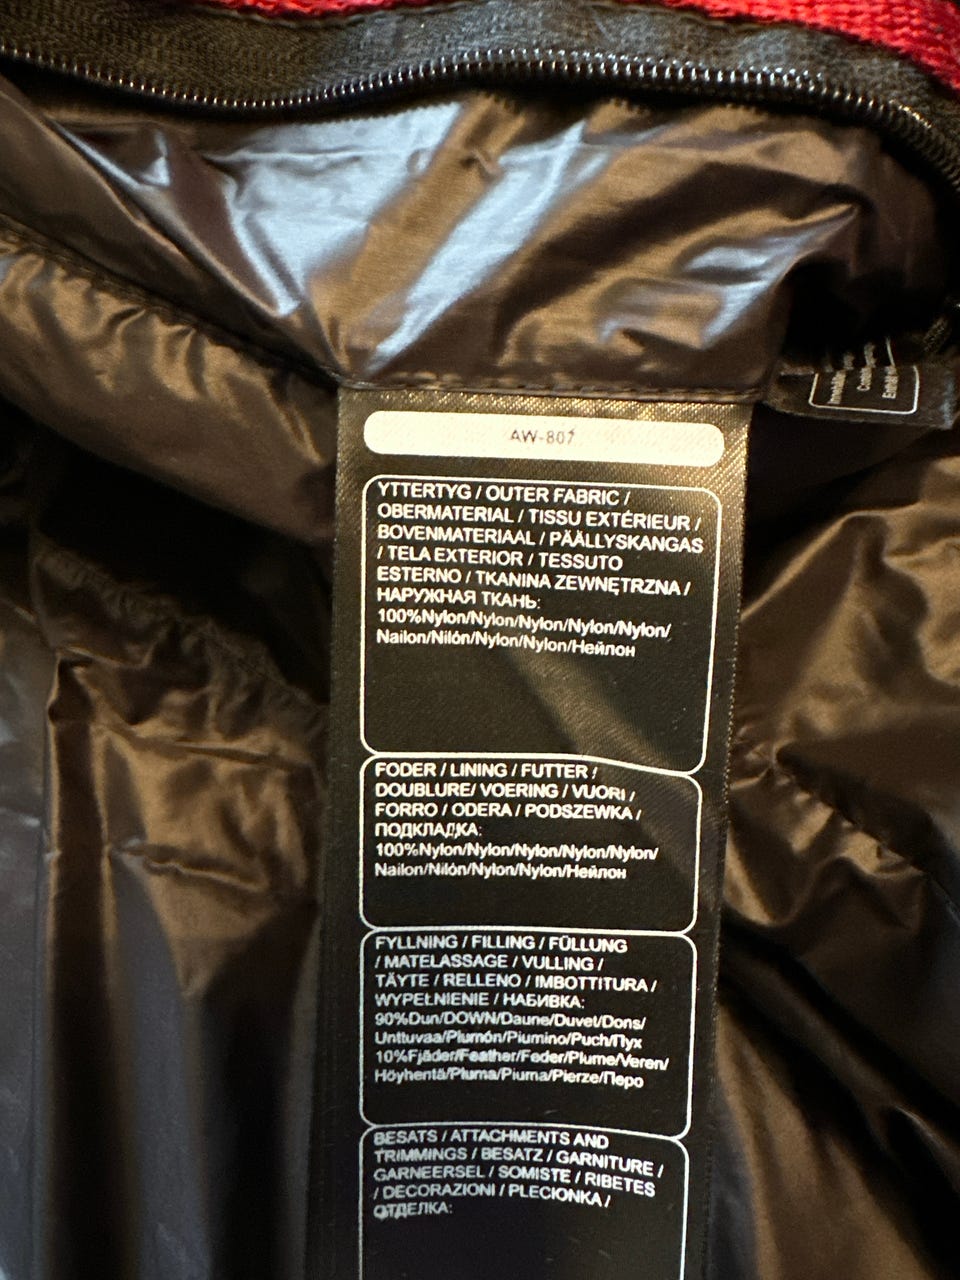 AW-807
YTTERTYG / OUTER FABRIC /
OBERMATERIAL / TISSU EXTÉRIEUR /
BOVENMATERIAAL / PÄÄLLYSKANGAS
/ TELA EXTERIOR / TESSUTO
ESTERNO / TKANINA ZEWNĘTRZNA /
НАРУЖНАЯ ТКАНЬ:
100%Nylon/Nylon/Nylon/Nylon/Nylon/
Nailon/Nilón/Nylon/Nylon/Нейлон
FODER / LINING / FUTTER /
DOUBLURE/ VOERING / VUORI /
FORRO / ODERA / PODSZEWKA /
ПОДКЛАДКА:
100%Nylon/Nylon/Nylon/Nylon/Nylon/
Nailon/Nilón/Nylon/Nylon/Нейлон
FYLLNING / FILLING / FÜLLUNG
/ MATELASSAGE / VULLING /
TÄYTE / RELLENO / IMBOTTITURA /
WYPEŁNIENIE / НАБИВКА:
90%Dun/DOWN/Daune/Duvet/Dons/
Unttuvaa/Plumón/Piumino/Puch/Пух
10%Fjäder/Feather/Feder/Plume/Veren/
Höyhentä/Pluma/Piuma/Pierze/Перо
BESATS / ATTACHMENTS AND
TRIMMINGS / BESATZ / GARNITURE /
GARNEERSEL / SOMISTE / RIBETES
/ DECORAZIONI / PLECIONKA /
ОТДЕЛКА: